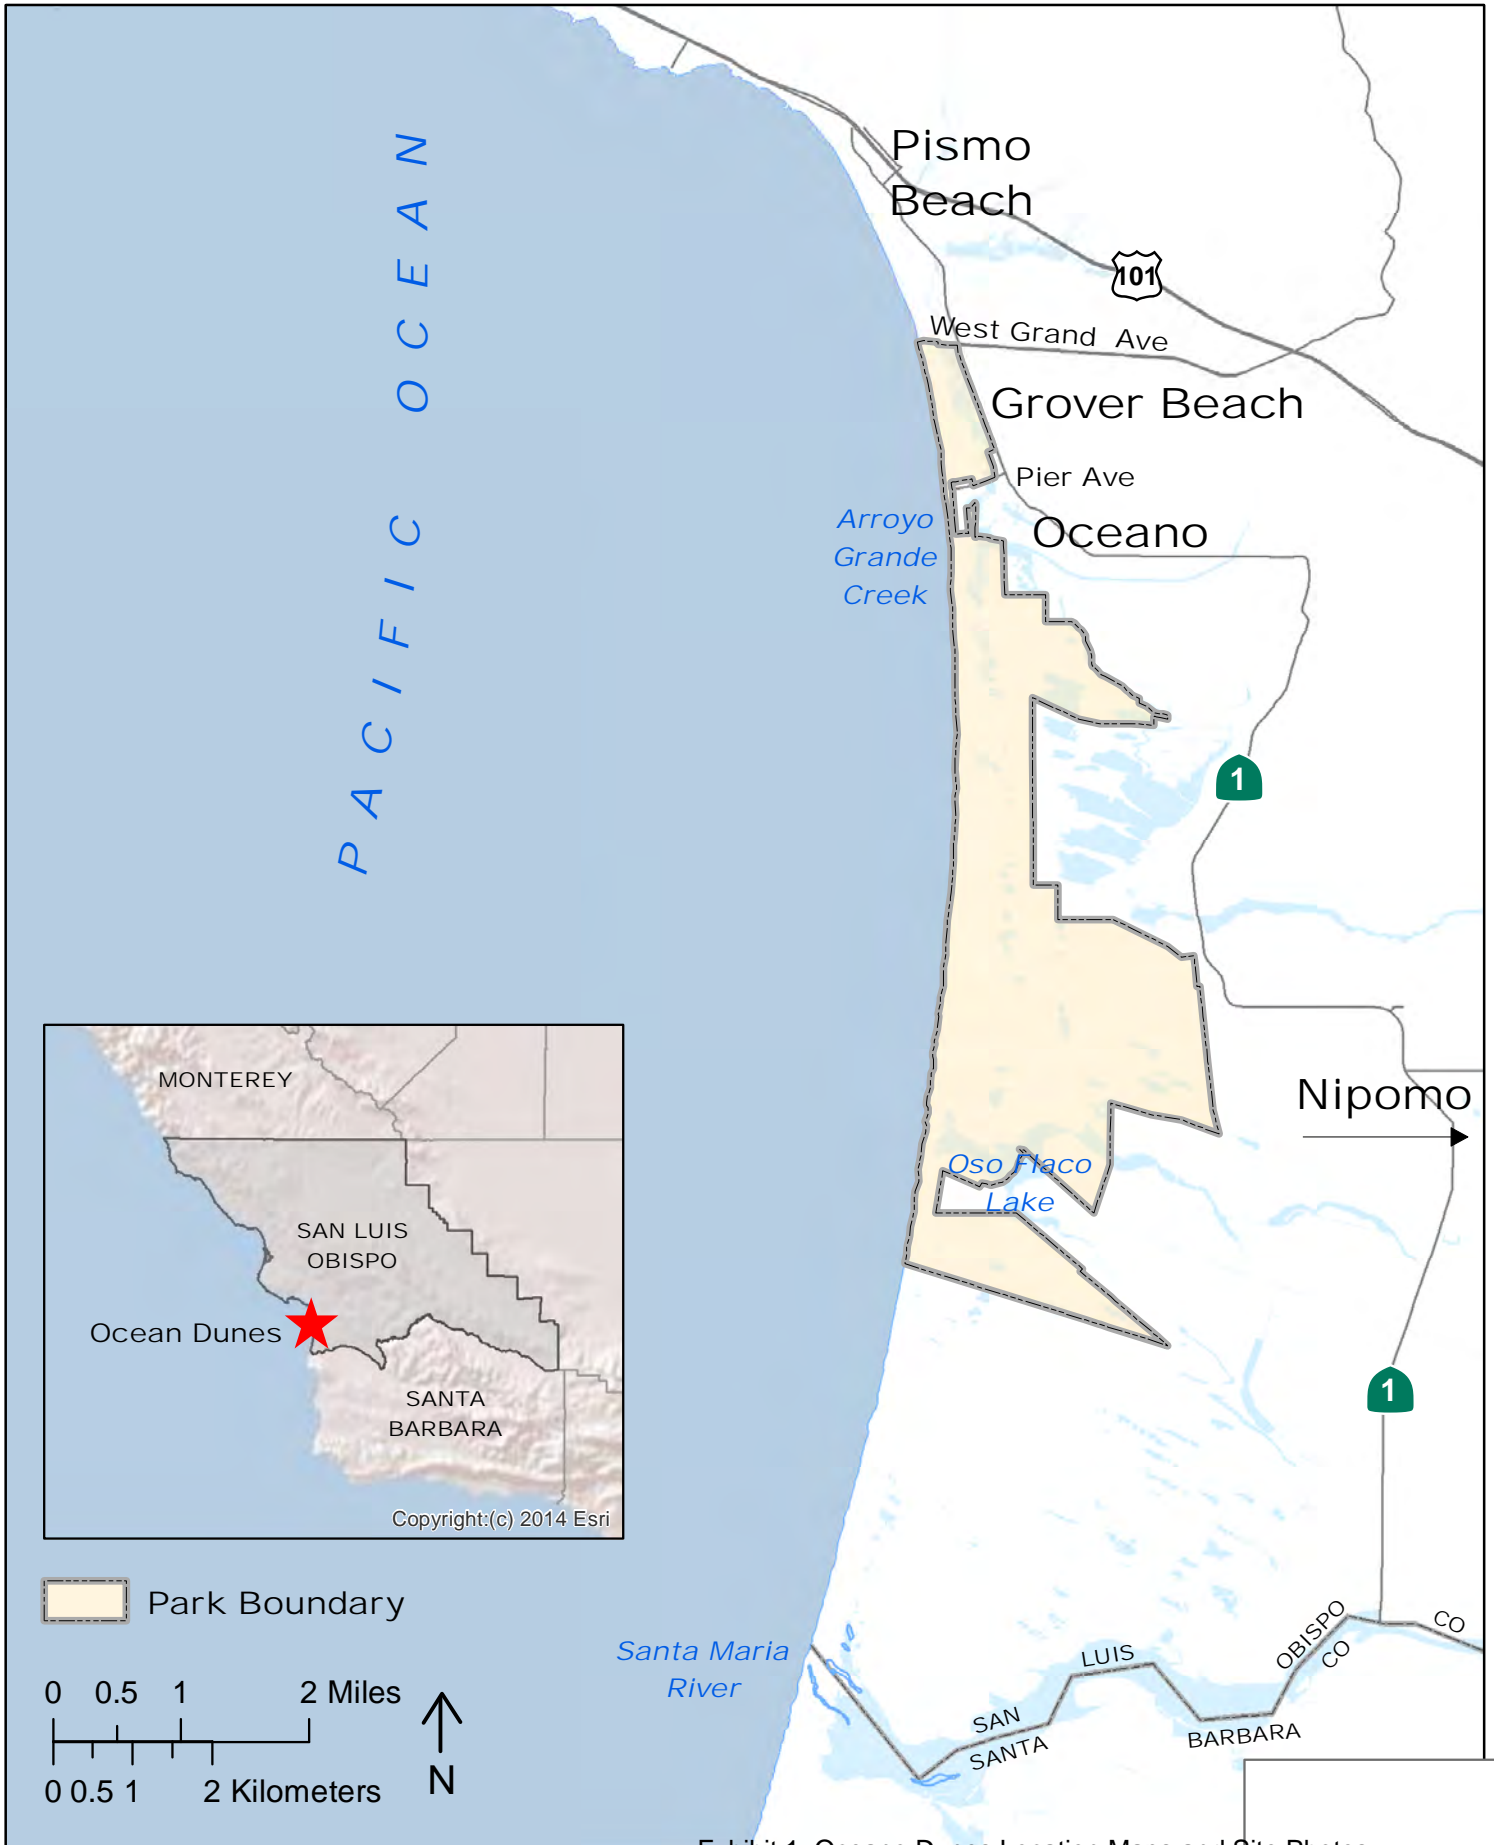 Pismo
Beach
101
West Grand Ave
Grover Beach
Pier Ave
Arroyo
Grande
Creek
Oceano
PACIFIC OCEAN
1
Nipomo
Oso Flaco
Lake
1
MONTEREY
SAN LUIS
OBISPO
Ocean Dunes
SANTA
BARBARA
Copyright:(c) 2014 Esri
Park Boundary
Santa Maria
River
SAN LUIS OBISPO CO
SANTA BARBARA CO
0 0.5 1 2 Miles
0 0.5 1 2 Kilometers
N